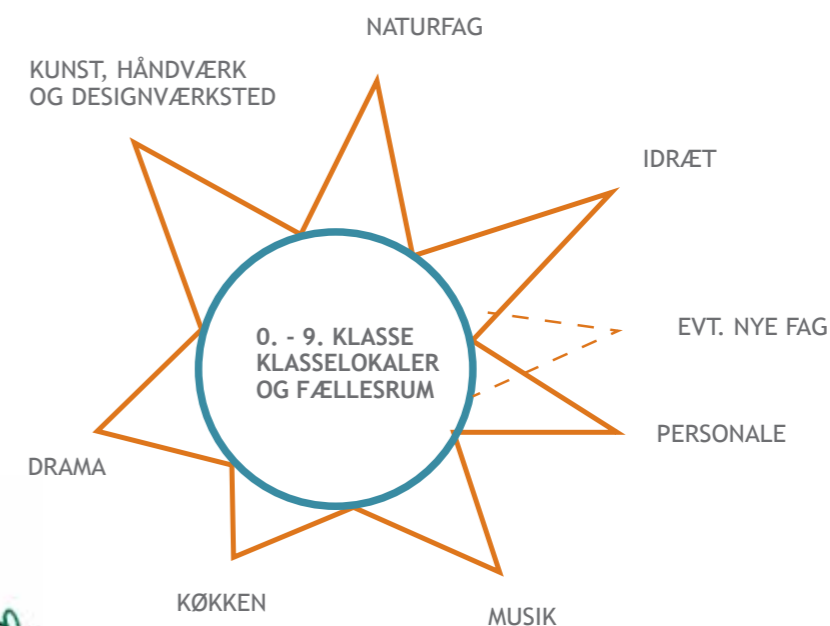 NATURFAG
KUNST, HÅNDVÆRK
OG DESIGNVÆRKSTED
IDRÆT
EVT. NYE FAG
0. - 9. KLASSE
KLASSELOKALER
OG FÆLLESRUM
PERSONALE
DRAMA
KØKKEN
MUSIK